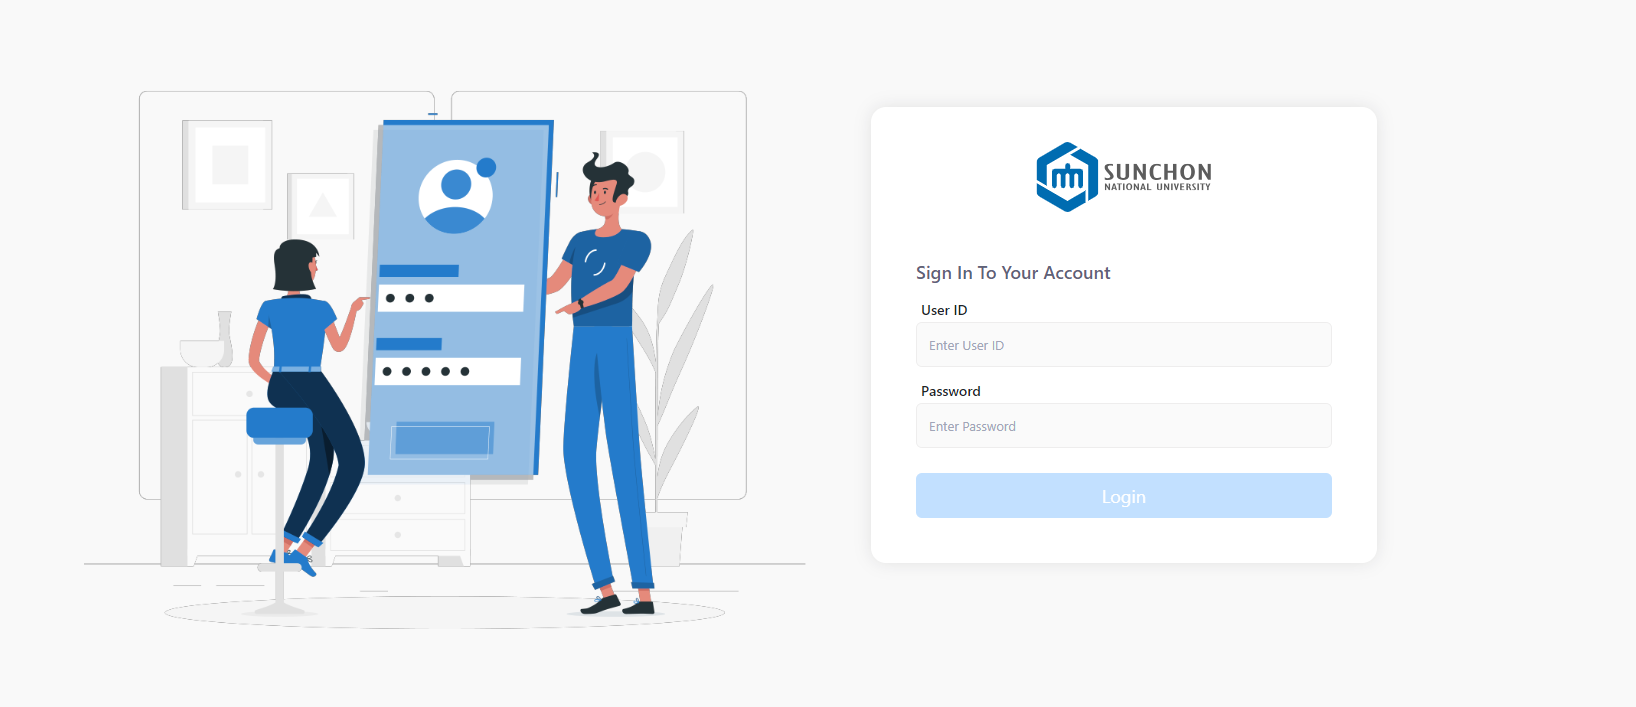 SUNCHON
NATIONAL UNIVERSITY
Sign In To Your Account
User ID
Enter User ID
Password
Enter Password
Login